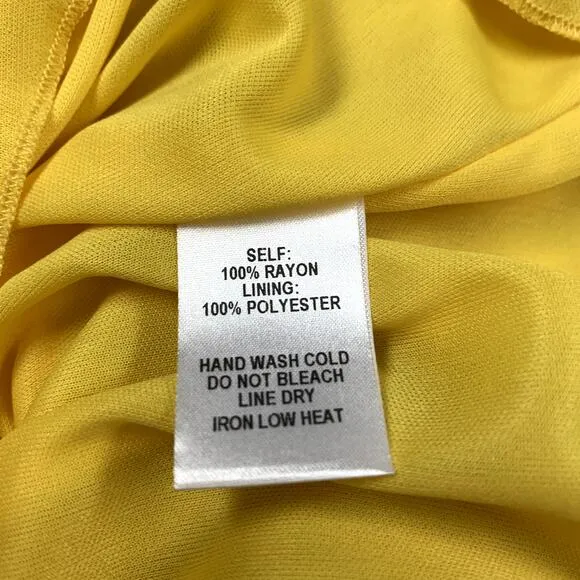 SELF:
100% RAYON
LINING:
100% POLYESTER
HAND WASH COLD
DO NOT BLEACH
LINE DRY
IRON LOW HEAT